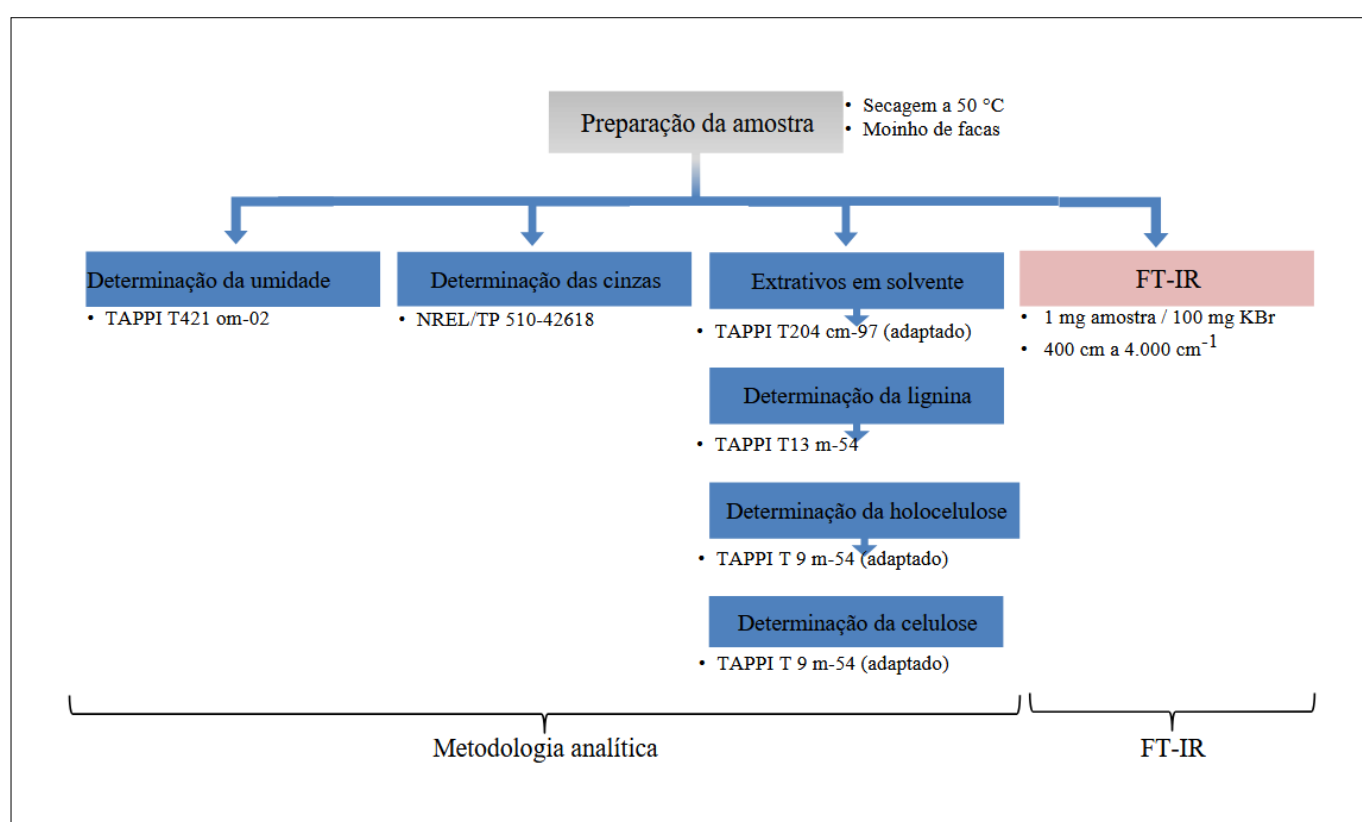 Preparação da amostra
• Secagem a 50 °C
• Moinho de facas
Determinação da umidade
• TAPPI T421 om-02
Determinação das cinzas
• NREL/TP 510-42618
Extrativos em solvente
• TAPPI T204 cm-97 (adaptado)
Determinação da lignina
• TAPPI T13 m-54
Determinação da holocelulose
• TAPPI T 9 m-54 (adaptado)
Determinação da celulose
• TAPPI T 9 m-54 (adaptado)
FT-IR
• 1 mg amostra / 100 mg KBr
• 400 cm a 4.000 cm⁻¹
Metodologia analítica
FT-IR